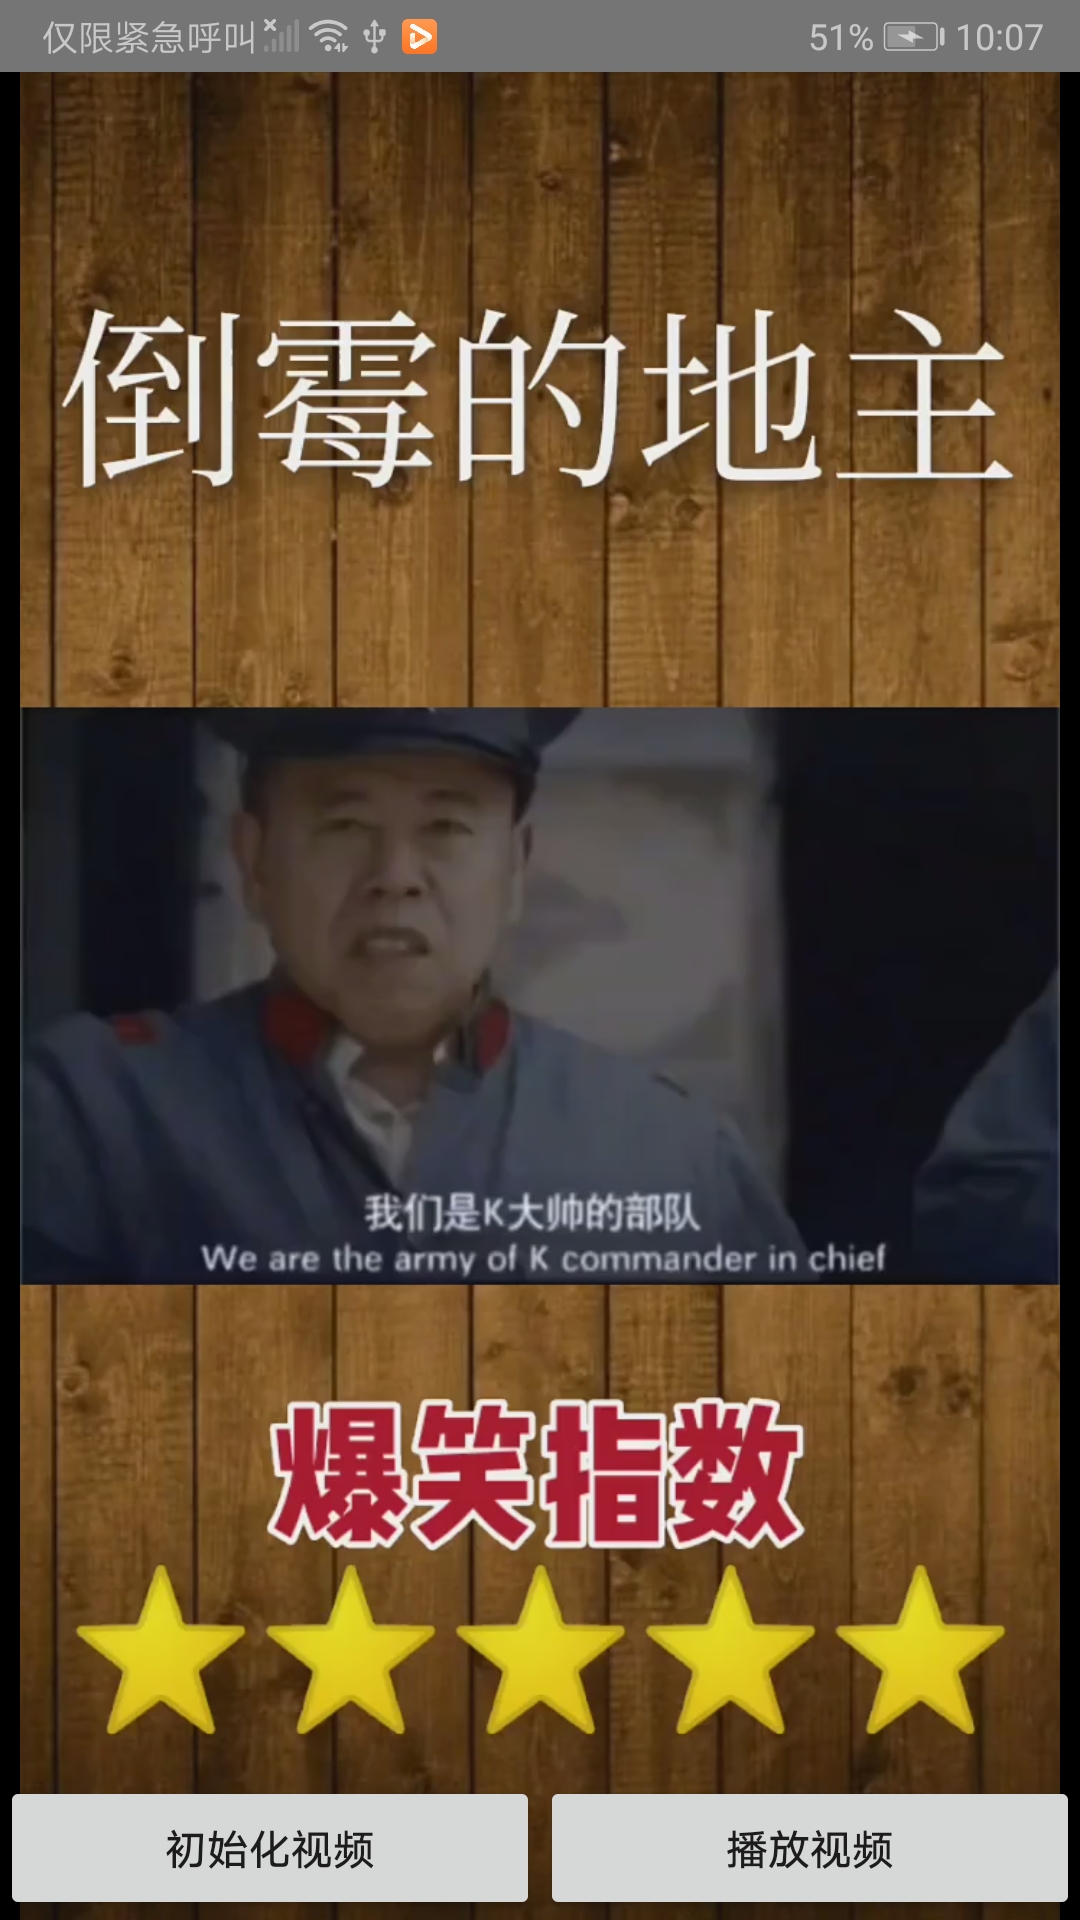 仅限紧急呼叫 51% 10:07
倒霉的地主
我们是K大帅的部队
We are the army of K commander in chief
爆笑指数
初始化视频 播放视频